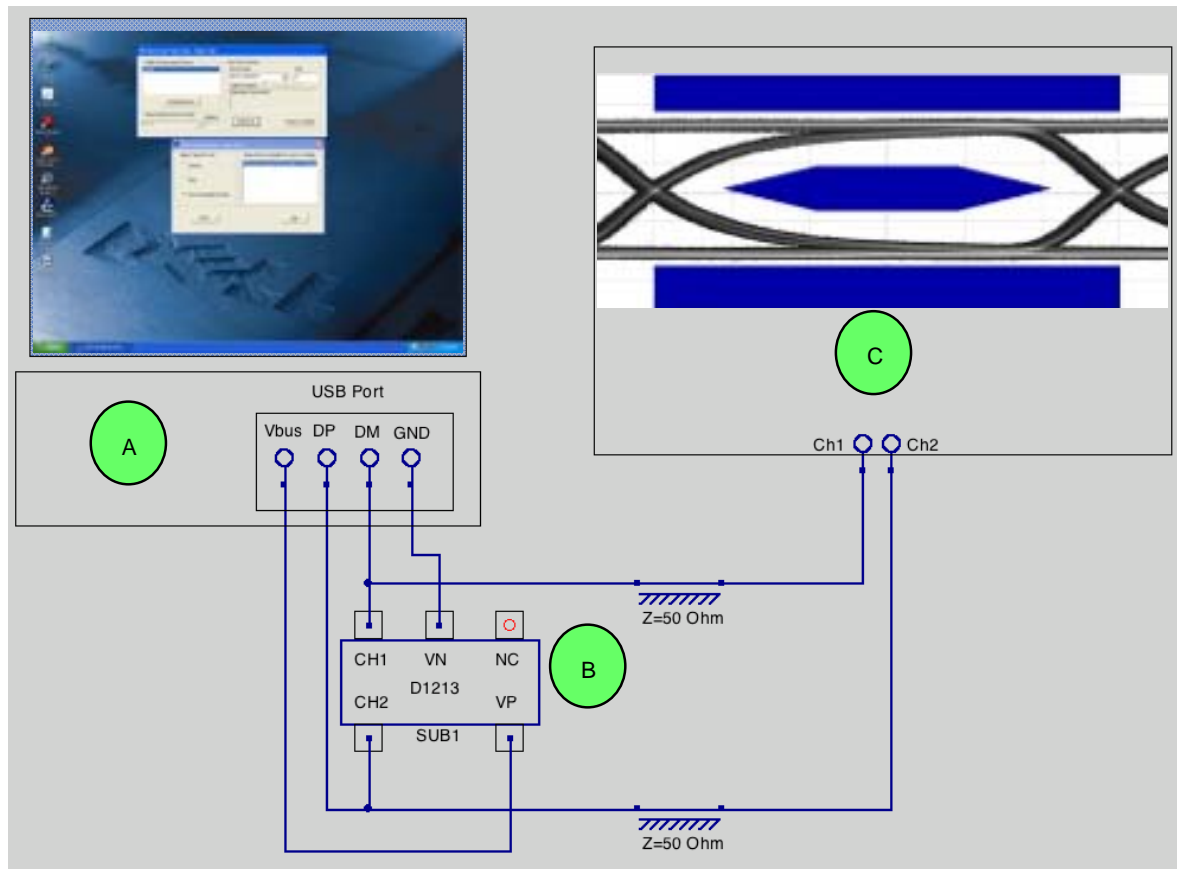 USB Port
Vbus DP DM GND
A
C
Ch1 Ch2
Z=50 Ohm
CH1 VN NC
B
D1213
CH2 VP
SUB1
Z=50 Ohm